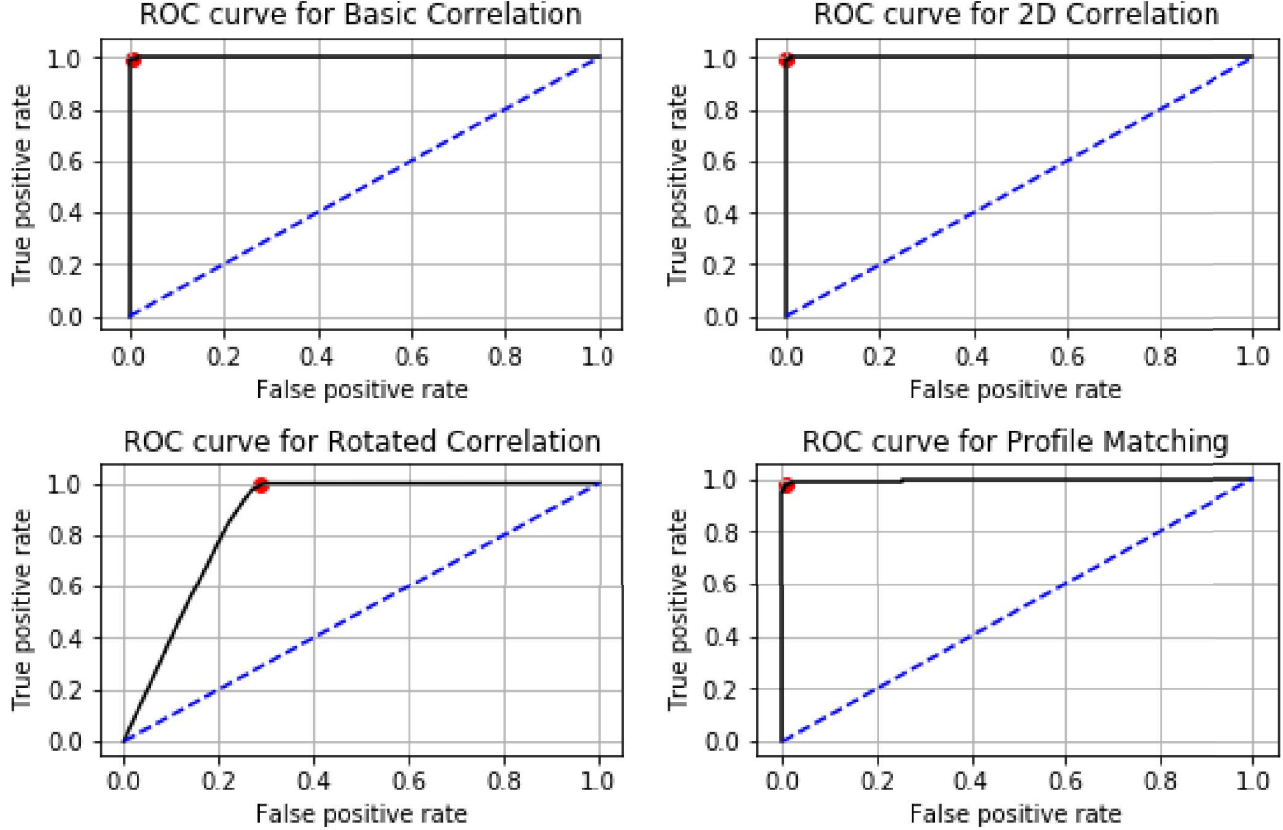 ROC curve for Basic Correlation
True positive rate
1.0
0.8
0.6
0.4
0.2
0.0
0.0 0.2 0.4 0.6 0.8 1.0
False positive rate
ROC curve for 2D Correlation
True positive rate
1.0
0.8
0.6
0.4
0.2
0.0
0.0 0.2 0.4 0.6 0.8 1.0
False positive rate
ROC curve for Rotated Correlation
True positive rate
1.0
0.8
0.6
0.4
0.2
0.0
0.0 0.2 0.4 0.6 0.8 1.0
False positive rate
ROC curve for Profile Matching
True positive rate
1.0
0.8
0.6
0.4
0.2
0.0
0.0 0.2 0.4 0.6 0.8 1.0
False positive rate